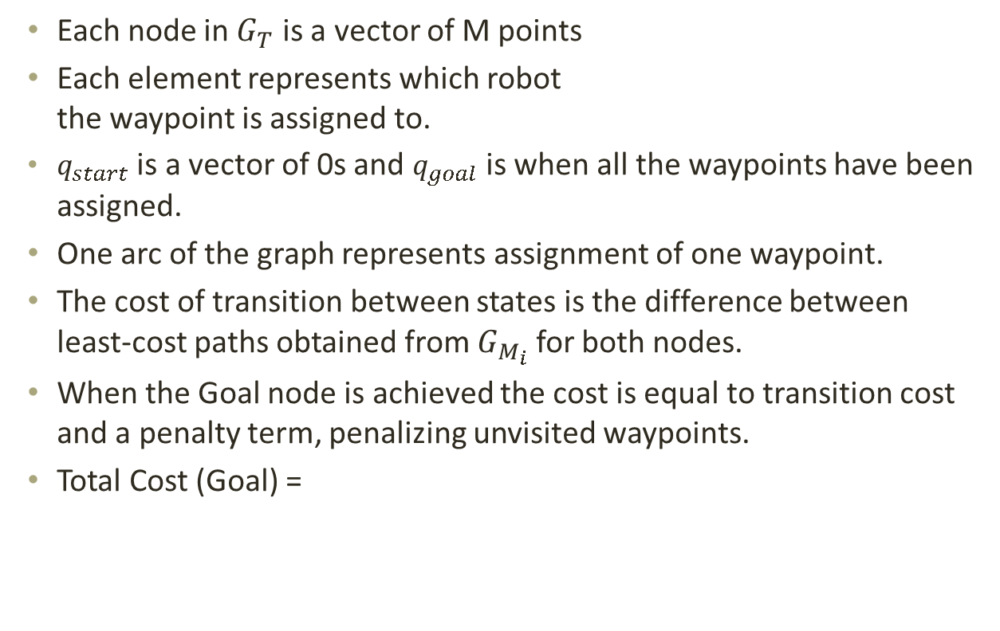 • Each node in G_T is a vector of M points
• Each element represents which robot
the waypoint is assigned to.
• q_start is a vector of 0s and q_goal is when all the waypoints have been
assigned.
• One arc of the graph represents assignment of one waypoint.
• The cost of transition between states is the difference between
least-cost paths obtained from G_{M_i} for both nodes.
• When the Goal node is achieved the cost is equal to transition cost
and a penalty term, penalizing unvisited waypoints.
• Total Cost (Goal) =